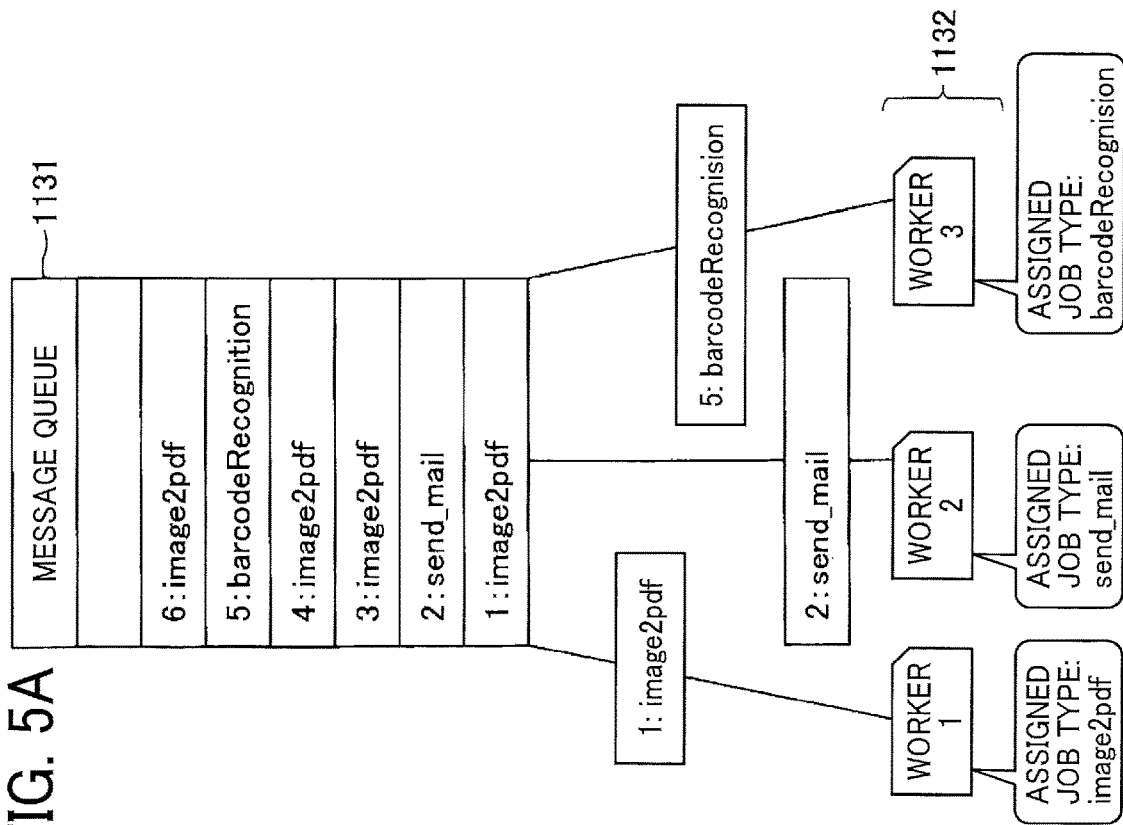 FIG. 5A
MESSAGE QUEUE
1131
6:image2pdf
5:barcodeRecognition
4:image2pdf
3:image2pdf
2:send_mail
1:image2pdf
1: image2pdf
2:send_mail
5: barcodeRecognision
WORKER
1
WORKER
2
WORKER
3
1132
ASSIGNED
JOB TYPE:
image2pdf
ASSIGNED
JOB TYPE:
send_mail
ASSIGNED
JOB TYPE:
barcodeRecognision